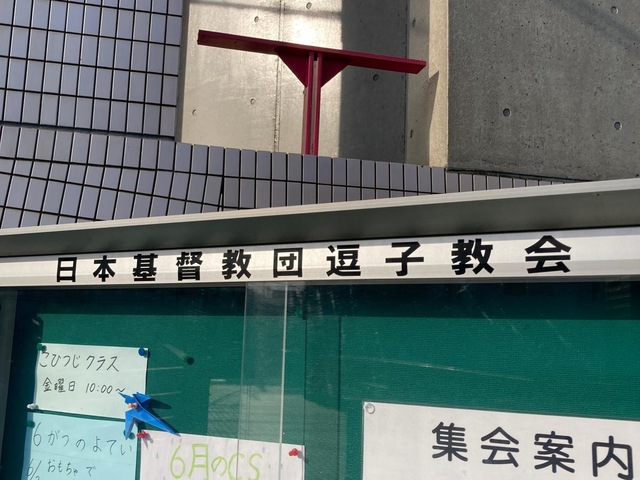 日本基督教団逗子教会
こひつじクラス
金曜日 10:00～
6がつのよてい
6/2 おもちゃで
6月のCS
集会案内